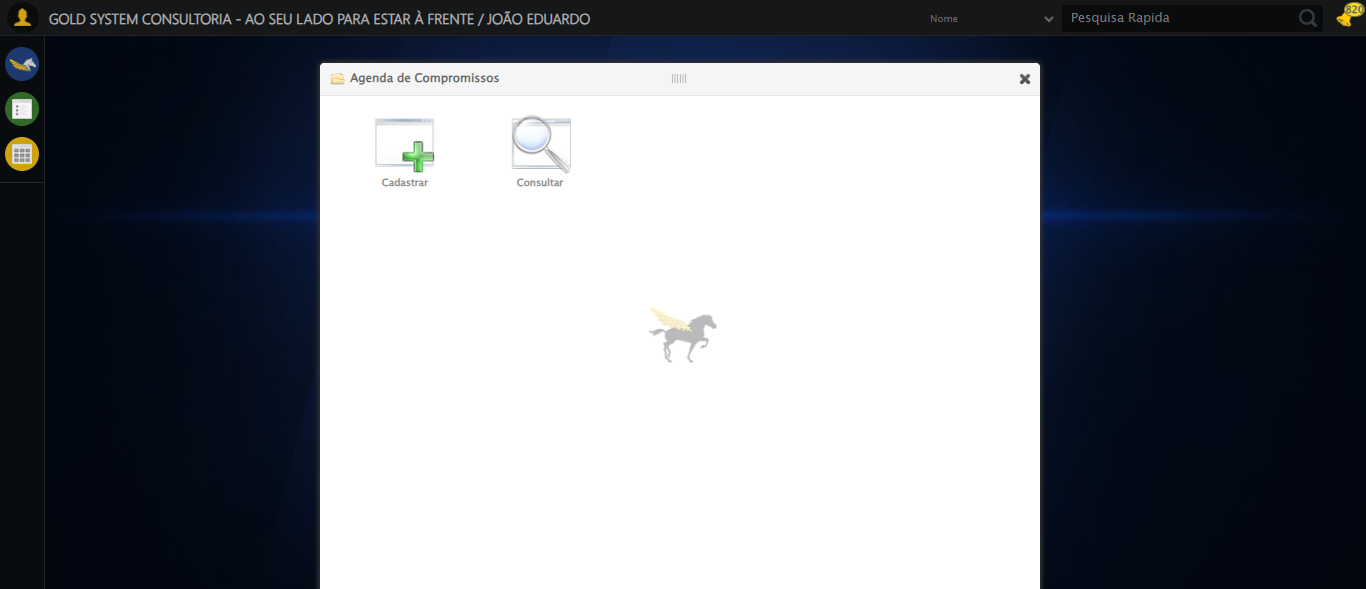 GOLD SYSTEM CONSULTORIA - AO SEU LADO PARA ESTAR À FRENTE / JOÃO EDUARDO
Nome
Pesquisa Rapida
820
Agenda de Compromissos
Cadastrar
Consultar